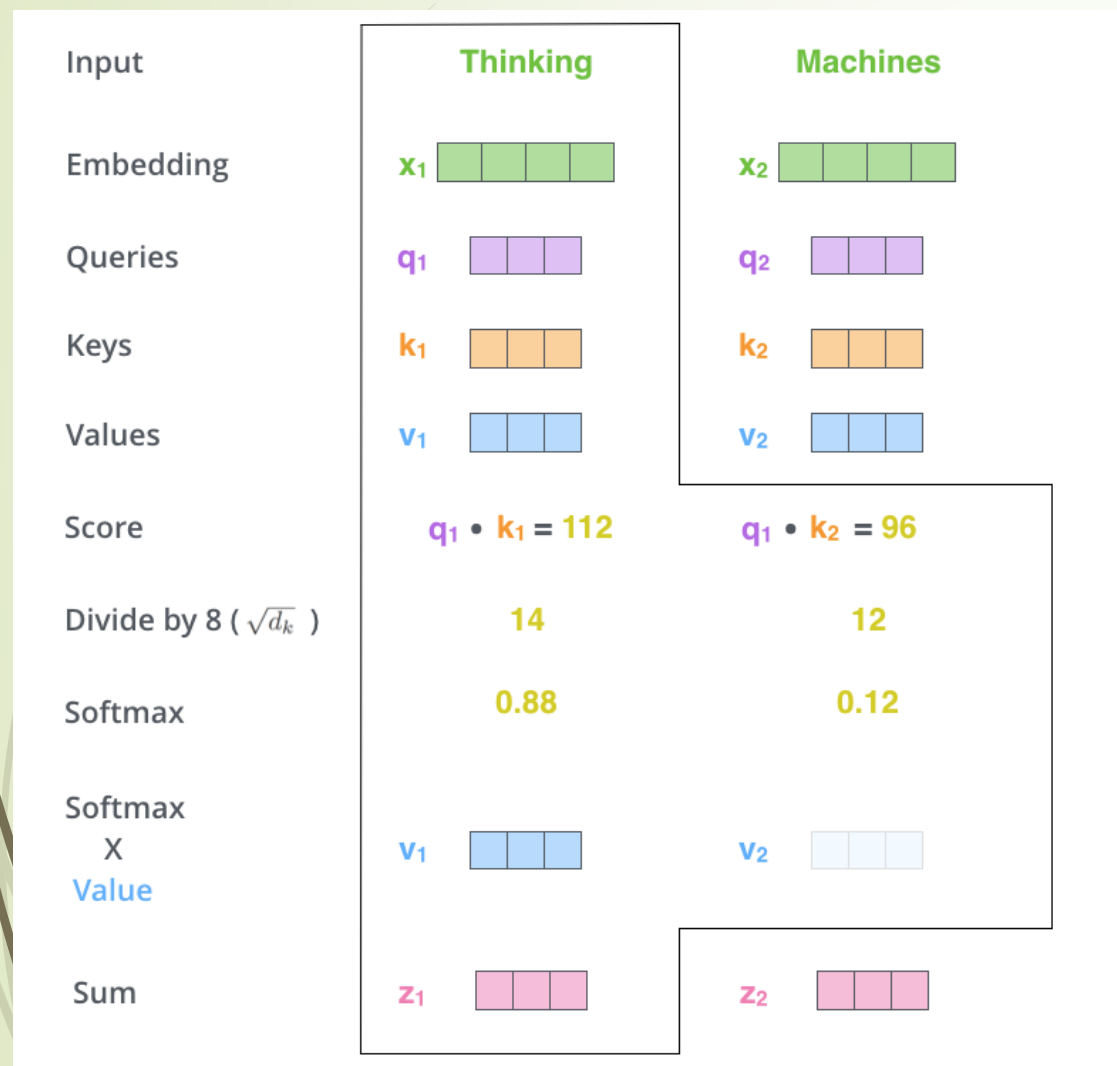 Input Thinking Machines
Embedding x₁ x₂
Queries q₁ q₂
Keys k₁ k₂
Values v₁ v₂
Score q₁ • k₁ = 112 q₁ • k₂ = 96
Divide by 8 ( √dₖ ) 14 12
Softmax 0.88 0.12
Softmax
X v₁ v₂
Value
Sum z₁ z₂